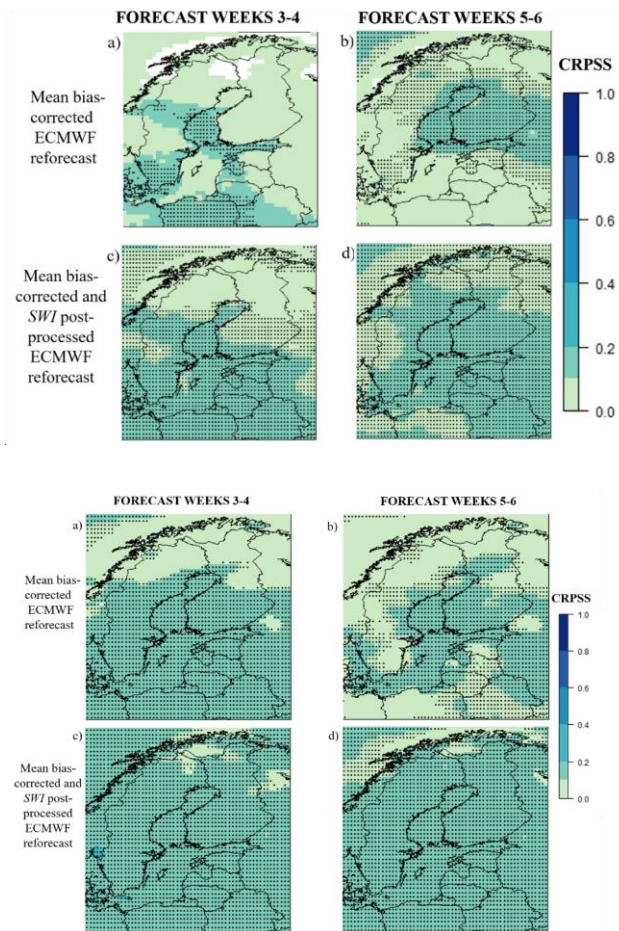 FORECAST WEEKS 3-4
FORECAST WEEKS 5-6
a)
b)
CRPSS
Mean bias-
corrected
ECMWF
reforecast
1.0
0.8
0.6
0.4
0.2
0.0
c)
d)
Mean bias-
corrected and
SWI post-
processed
ECMWF
reforecast
.
FORECAST WEEKS 3-4
FORECAST WEEKS 5-6
a)
b)
Mean bias-
corrected
ECMWF
reforecast
CRPSS
1.0
0.8
0.6
0.4
0.2
0.0
c)
d)
Mean bias-
corrected and
SWI post-
processed
ECMWF
reforecast